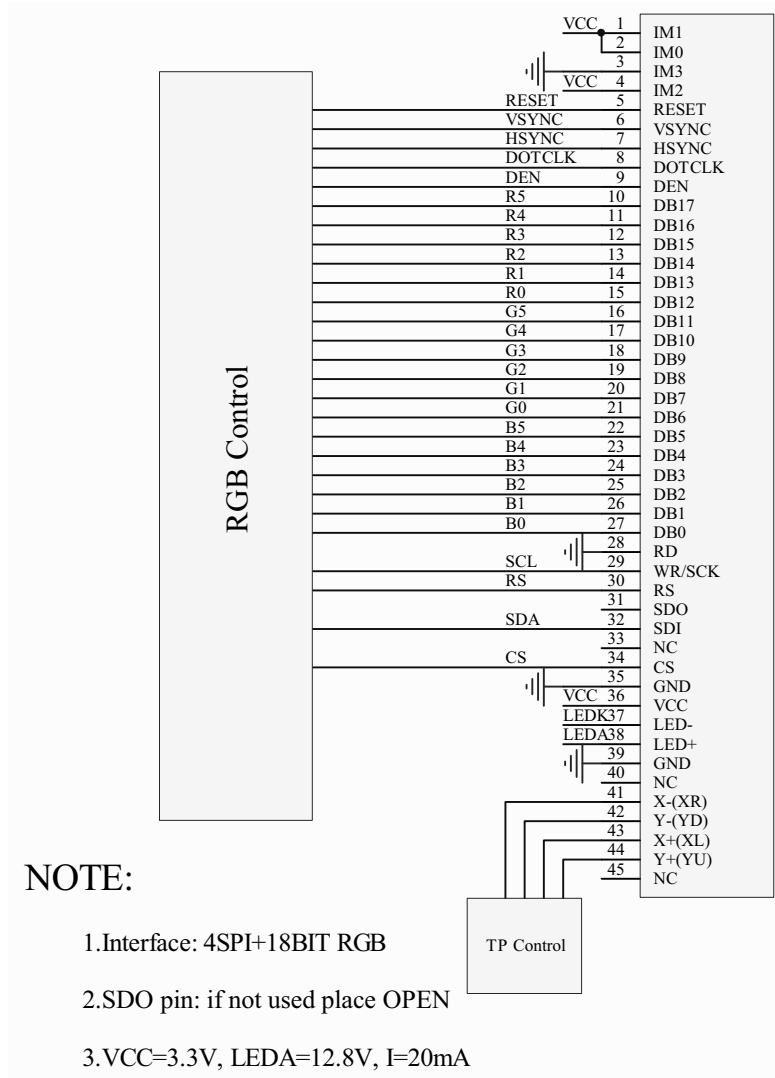 VCC 1 IM1
2 IM0
3 IM3
VCC 4 IM2
RESET 5 RESET
VSYNC 6 VSYNC
HSYNC 7 HSYNC
DOTCLK 8 DOTCLK
DEN 9 DEN
R5 10 DB17
R4 11 DB16
R3 12 DB15
R2 13 DB14
R1 14 DB13
R0 15 DB12
G5 16 DB11
G4 17 DB10
G3 18 DB9
G2 19 DB8
G1 20 DB7
G0 21 DB6
B5 22 DB5
B4 23 DB4
B3 24 DB3
B2 25 DB2
B1 26 DB1
B0 27 DB0
28 RD
SCL 29 WR/SCK
RS 30 RS
31 SDO
SDA 32 SDI
33 NC
CS 34 CS
35 GND
VCC 36 VCC
LEDK 37 LED-
LEDA 38 LED+
39 GND
40 NC
41 X-(XR)
42 Y-(YD)
43 X+(XL)
44 Y+(YU)
45 NC
RGB Control
TP Control
NOTE:
1.Interface: 4SPI+18BIT RGB
2.SDO pin: if not used place OPEN
3.VCC=3.3V, LEDA=12.8V, I=20mA